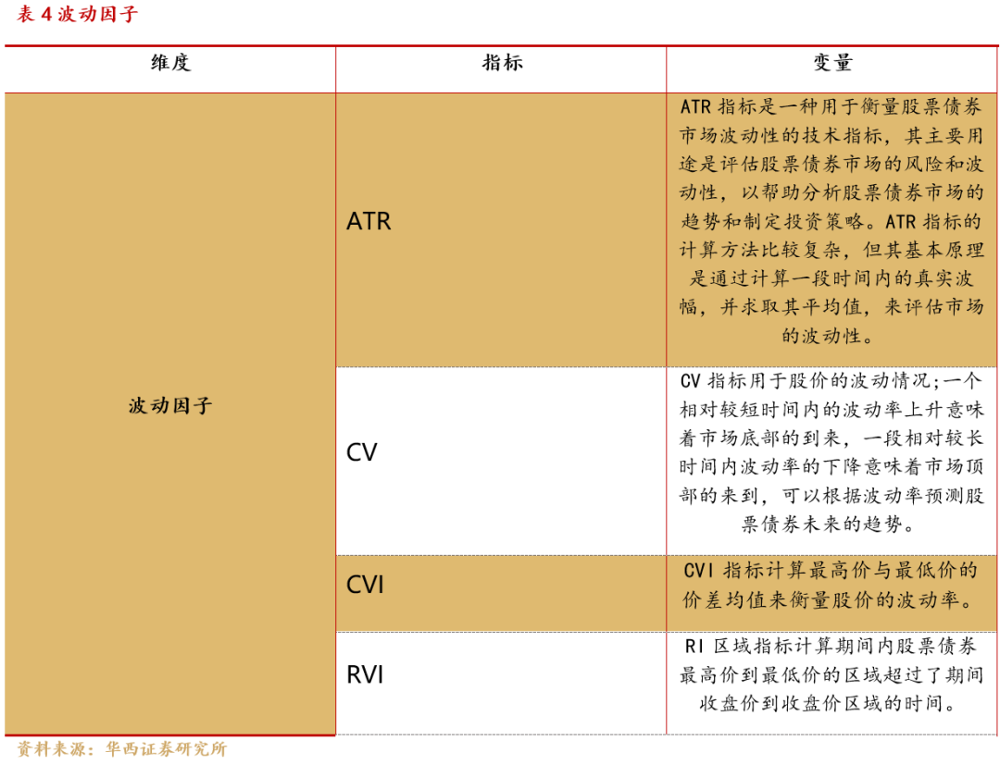 表 4 波动因子
维度
指标
变量
波动因子
ATR
ATR 指标是一种用于衡量股票债券
市场波动性的技术指标，其主要用
途是评估股票债券市场的风险和波
动性，以帮助分析股票债券市场的
趋势和制定投资策略。ATR 指标的
计算方法比较复杂，但其基本原理
是通过计算一段时间内的真实波
幅，并求取其平均值，来评估市场
的波动性。
CV
CV 指标用于股价的波动情况;一个
相对较短时间内的波动率上升意味
着市场底部的到来，一段相对较长
时间内波动率的下降意味着市场顶
部的来到，可以根据波动率预测股
票债券未来的趋势。
CVI
CVI 指标计算最高价与最低价的
价差均值来衡量股价的波动率。
RVI
RI 区域指标计算期间内股票债券
最高价到最低价的区域超过了期间
收盘价到收盘价区域的时间。
资料来源：华西证券研究所